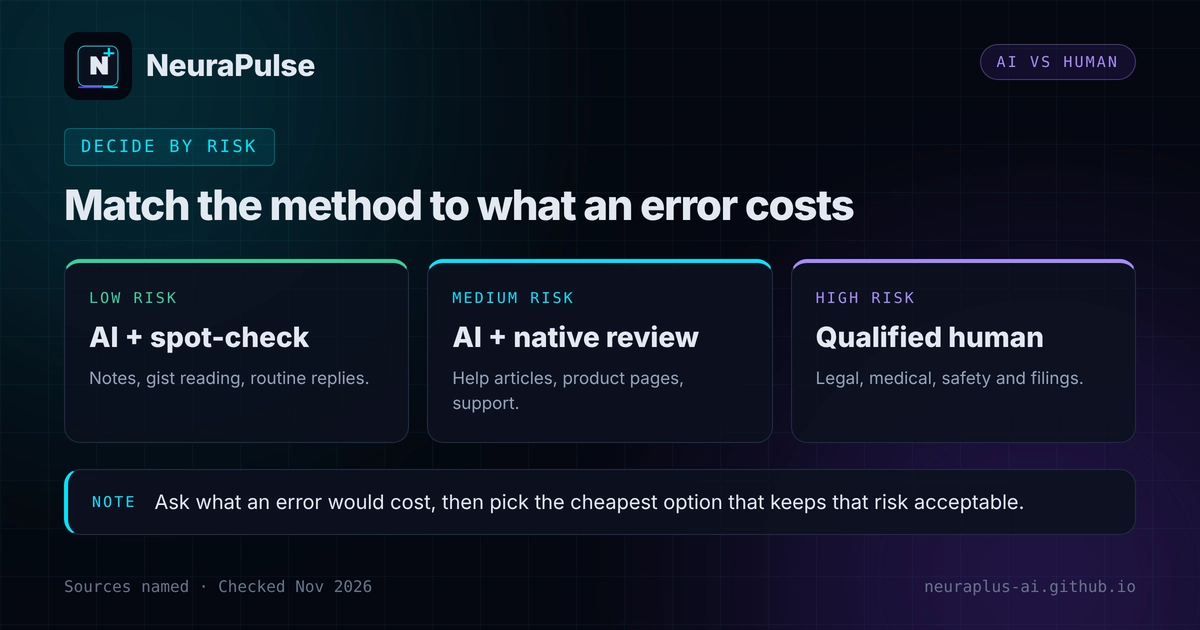 N+
NeuraPulse
AI VS HUMAN
DECIDE BY RISK
Match the method to what an error costs
LOW RISK
AI + spot-check
Notes, gist reading, routine replies.
MEDIUM RISK
AI + native review
Help articles, product pages,
support.
HIGH RISK
Qualified human
Legal, medical, safety and filings.
NOTE Ask what an error would cost, then pick the cheapest option that keeps that risk acceptable.
Sources named · Checked Nov 2026
neuraplus-ai.github.io